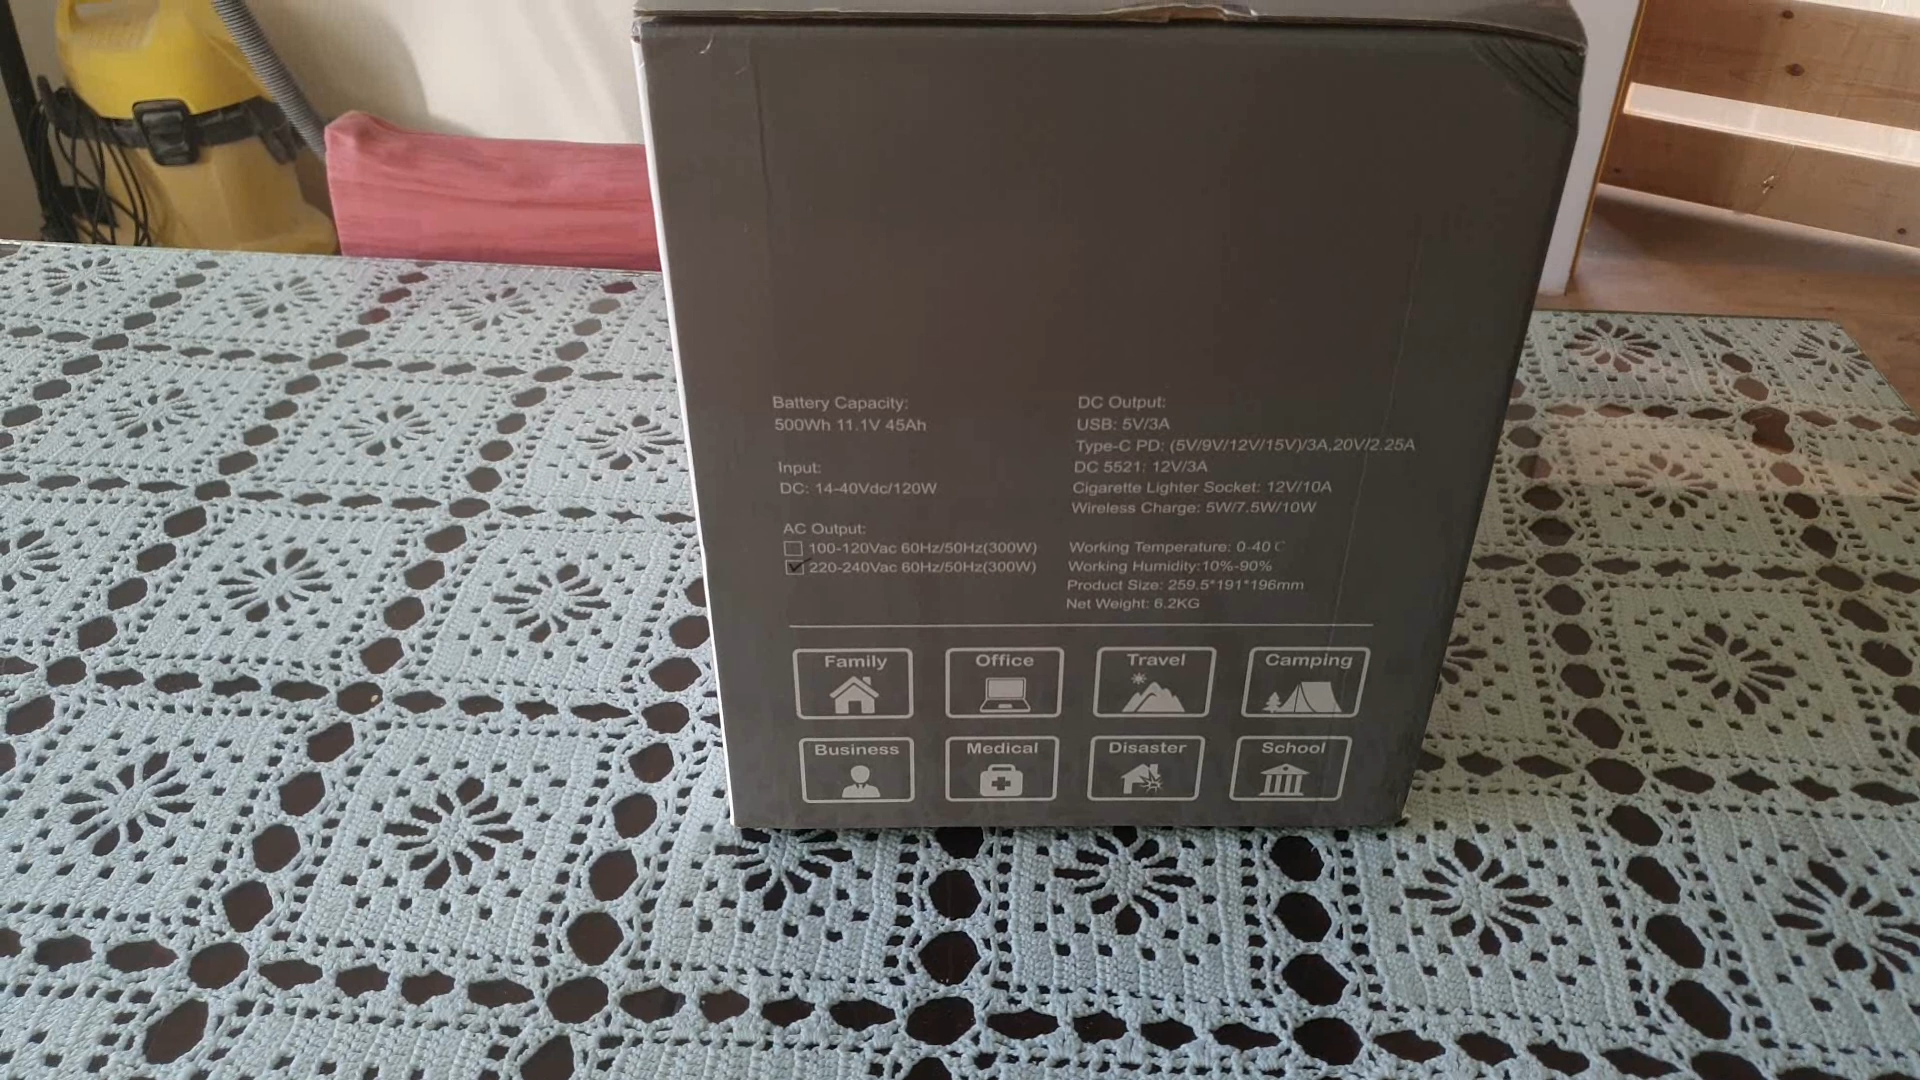 Battery Capacity:
500Wh 11.1V 45Ah
Input:
DC: 14-40Vdc/120W
AC Output:
100-120Vac 60Hz/50Hz(300W)
220-240Vac 60Hz/50Hz(300W)
DC Output:
USB: 5V/3A
Type-C PD: (5V/9V/12V/15V)/3A,20V/2.25A
DC 5521: 12V/3A
Cigarette Lighter Socket: 12V/10A
Wireless Charge: 5W/7.5W/10W
Working Temperature: 0-40 C
Working Humidity:10%-90%
Product Size: 259.5*191*196mm
Net Weight: 6.2KG
Family
Office
Travel
Camping
Business
Medical
Disaster
School